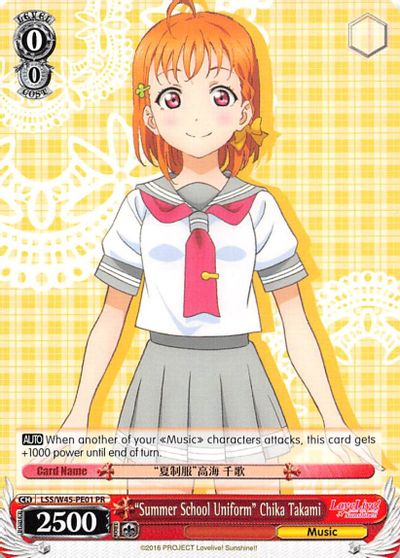 LEVEL
0
0
COST
AUTO When another of your «Music» characters attacks, this card gets
+1000 power until end of turn.
Card Name
"夏制服"高海 千歌
CH LSS/W45-PE01 PR
"Summer School Uniform" Chika Takami
LoveLive!
Sunshine!!
2500
Music
©2016 PROJECT Lovelive! Sunshine!!